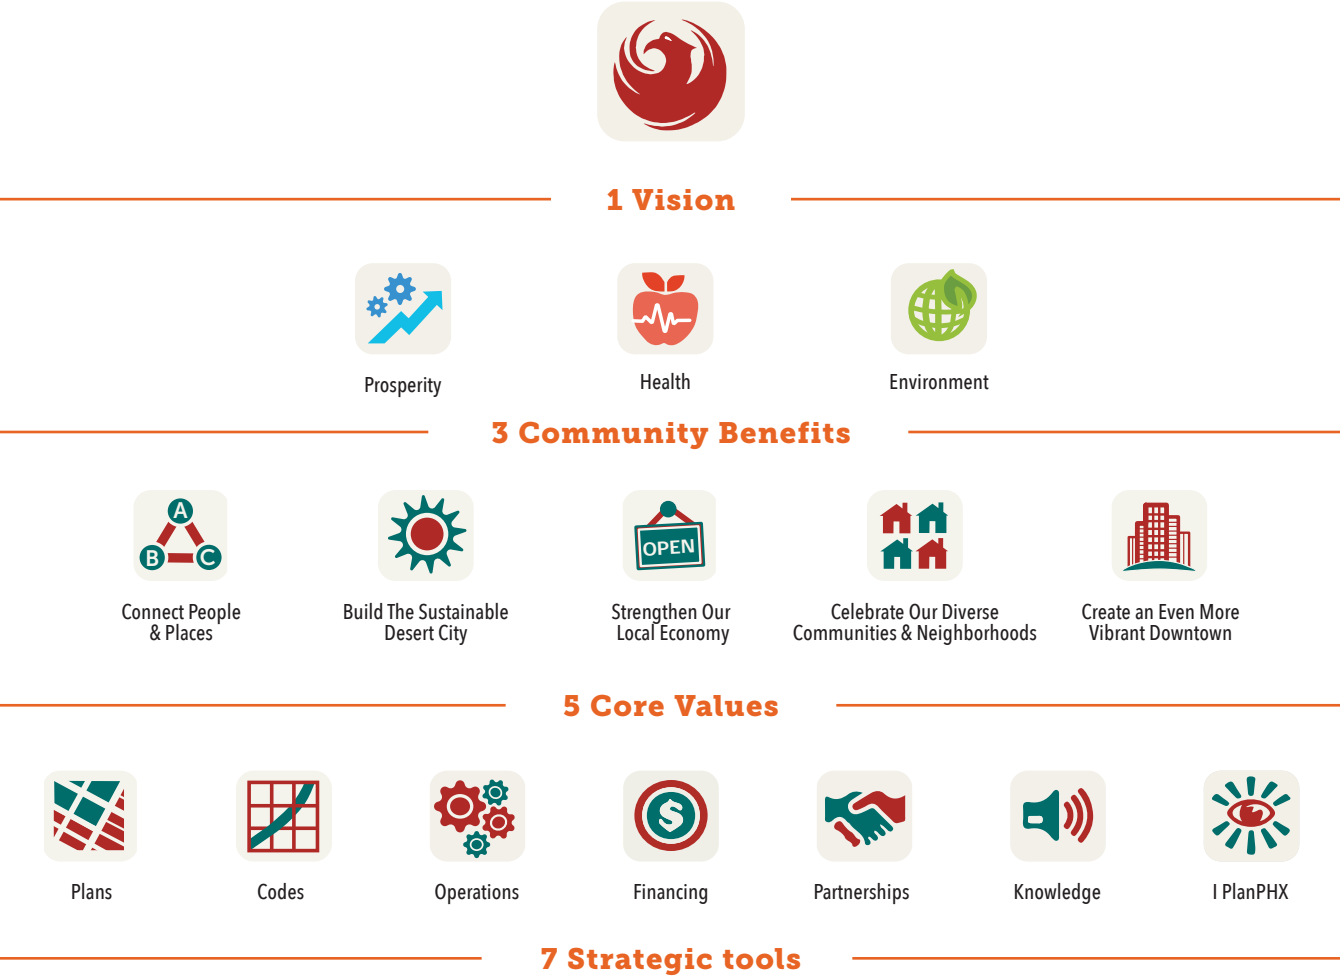 1 Vision
Prosperity
Health
Environment
3 Community Benefits
A
B
C
OPEN
Connect People
& Places
Build The Sustainable
Desert City
Strengthen Our
Local Economy
Celebrate Our Diverse
Communities & Neighborhoods
Create an Even More
Vibrant Downtown
5 Core Values
$
Plans
Codes
Operations
Financing
Partnerships
Knowledge
I PlanPHX
7 Strategic tools